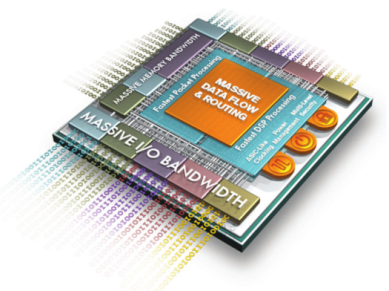 MASSIVE MEMORY BANDWIDTH
Fastest Packet Processing
MASSIVE
DATA FLOW
& ROUTING
Fastest DSP Processing
ASIC-Like
Clocking
Power
Management
Multi-Level
Security
MASSIVE I/O BANDWIDTH